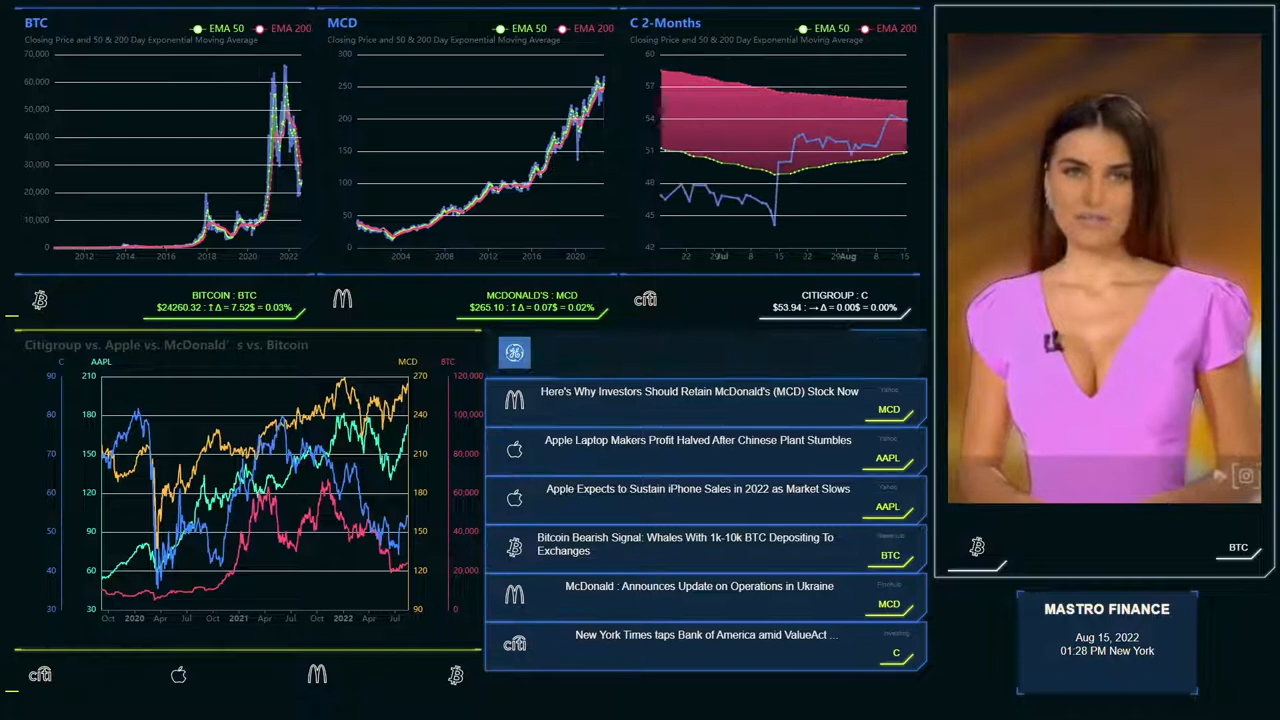 BTC
EMA 50
EMA 200
Closing Price and 50 & 200 Day Exponential Moving Average
70,000
60,000
50,000
40,000
30,000
20,000
10,000
0
2012
2014
2016
2018
2020
2022
MCD
EMA 50
EMA 200
Closing Price and 50 & 200 Day Exponential Moving Average
300
250
200
150
100
50
0
2004
2008
2012
2016
2020
C 2-Months
EMA 50
EMA 200
Closing Price and 50 & 200 Day Exponential Moving Average
60
57
54
51
48
45
42
22
29
Jul
8
15
22
29
Aug
8
15
BITCOIN : BTC
$24260.32 : ↑ Δ = 7.52$ = 0.03%
MCDONALD'S : MCD
$265.10 : ↑ Δ = 0.07$ = 0.02%
citi
CITIGROUP : C
$53.94 : → Δ = 0.00$ = 0.00%
Citigroup vs. Apple vs. McDonald's vs. Bitcoin
C
AAPL
MCD
BTC
90
80
70
60
50
40
30
210
180
150
120
90
60
30
270
240
210
180
150
120
90
120,000
100,000
80,000
60,000
40,000
20,000
0
Oct
2020
Apr
Jul
Oct
2021
Apr
Jul
Oct
2022
Apr
Jul
citi
Here's Why Investors Should Retain McDonald's (MCD) Stock Now
Yahoo
MCD
Apple Laptop Makers Profit Halved After Chinese Plant Stumbles
Yahoo
AAPL
Apple Expects to Sustain iPhone Sales in 2022 as Market Slows
Yahoo
AAPL
Bitcoin Bearish Signal: Whales With 1k-10k BTC Depositing To
Exchanges
BTC
McDonald : Announces Update on Operations in Ukraine
MCD
citi
New York Times taps Bank of America amid ValueAct ...
Investing
C
BTC
MASTRO FINANCE
Aug 15, 2022
01:28 PM New York